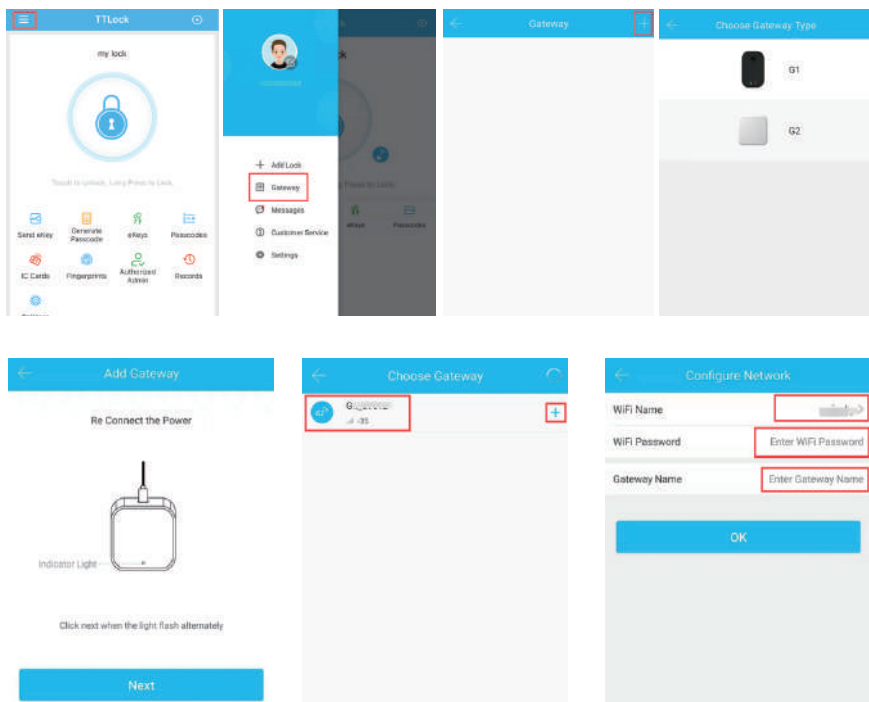 TTLock
my lock
Touch to unlock, Long Press to Lock
Send eKey
Generate Passcode
eKeys
Passcodes
IC Cards
Fingerprints
Authorized Admin
Records
Add Lock
Gateway
Messages
Customer Service
Settings
eKeys
Passcodes
Gateway
Choose Gateway Type
G1
G2
Add Gateway
Re Connect the Power
Indicator Light
Click next when the light flash alternately
Next
Choose Gateway
-35
Configure Network
WiFi Name
WiFi Password
Enter WiFi Password
Gateway Name
Enter Gateway Name
OK